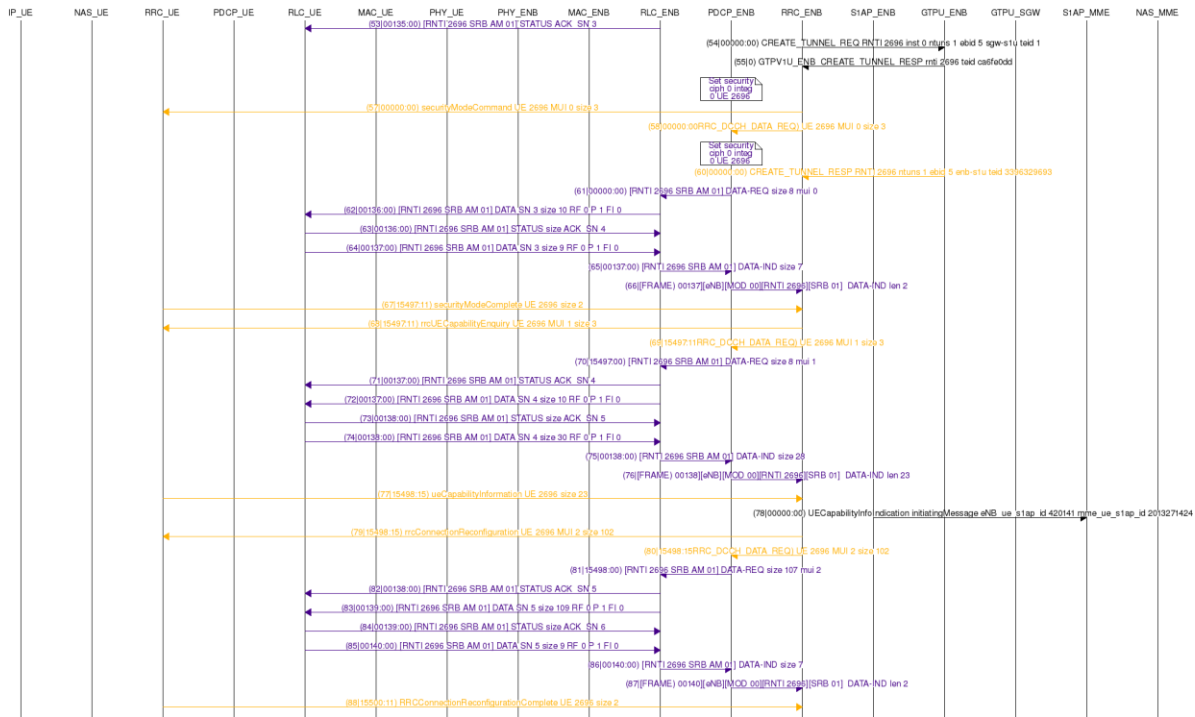 IP_UE NAS_UE RRC_UE PDCP_UE RLC_UE MAC_UE PHY_UE PHY_ENB MAC_ENB RLC_ENB PDCP_ENB RRC_ENB S1AP_ENB GTPU_ENB GTPU_SGW S1AP_MME NAS_MME
(53|00135:00) [RNTI 2696 SRB AM 01] STATUS ACK_SN 3
(54|00000:00) CREATE_TUNNEL_REQ RNTI 2696 inst 0 ntuns 1 ebid 5 sgw-s1u teid 1
(55|0) GTPV1U_ENB_CREATE_TUNNEL_RESP rnti 2696 teid ca6fe0dd
Set security
ciph 0 integ
0 UE 2696
(57|00000:00) securityModeCommand UE 2696 MUI 0 size 3
(58|00000:00RRC_DCCH_DATA_REQ) UE 2696 MUI 0 size 3
Set security
ciph 0 integ
0 UE 2696
(60|00000:00) CREATE_TUNNEL_RESP RNTI 2696 ntuns 1 ebid 5 enb-s1u teid
(61|00000:00) [RNTI 2696 SRB AM 01] DATA-REQ size 8 mui 0
(62|00136:00) [RNTI 2696 SRB AM 01] DATA SN 3 size 10 RF 0 P 1 FI 0
(63|00136:00) [RNTI 2696 SRB AM 01] STATUS size ACK_SN 4
(64|00137:00) [RNTI 2696 SRB AM 01] DATA SN 3 size 9 RF 0 P 1 FI 0
(65|00137:00) [RNTI 2696 SRB AM 01] DATA-IND size 7
(66|[FRAME) 00137][eNB][MOD 00][RNTI 2696][SRB 01] DATA-IND len 2
(67|15497:11) securityModeComplete UE 2696 size 2
(68|15497:11) rrcUECapabilityEnquiry UE 2696 MUI 1 size 3
(69|15497:11RRC_DCCH_DATA_REQ) UE 2696 MUI 1 size 3
(70|15497:00) [RNTI 2696 SRB AM 01] DATA-REQ size 8 mui 1
(71|00137:00) [RNTI 2696 SRB AM 01] STATUS ACK_SN 4
(72|00137:00) [RNTI 2696 SRB AM 01] DATA SN 4 size 10 RF 0 P 1 FI 0
(73|00138:00) [RNTI 2696 SRB AM 01] STATUS size ACK_SN 5
(74|00138:00) [RNTI 2696 SRB AM 01] DATA SN 4 size 30 RF 0 P 1 FI 0
(75|00138:00) [RNTI 2696 SRB AM 01] DATA-IND size 28
(76|[FRAME) 00138][eNB][MOD 00][RNTI 2696][SRB 01] DATA-IND len 23
(77|15498:15) ueCapabilityInformation UE 2696 size 23
(78|00000:00) UECapabilityInfoIndication initiatingMessage eNB_ue_s1ap_id 420141 mme_ue_s1ap_id 2013271424
(79|15498:15) rrcConnectionReconfiguration UE 2696 MUI 2 size 102
(80|15498:15RRC_DCCH_DATA_REQ) UE 2696 MUI 2 size 102
(81|15498:00) [RNTI 2696 SRB AM 01] DATA-REQ size 107 mui 2
(82|00138:00) [RNTI 2696 SRB AM 01] STATUS ACK_SN 5
(83|00139:00) [RNTI 2696 SRB AM 01] DATA SN 5 size 109 RF 0 P 1 FI 0
(84|00139:00) [RNTI 2696 SRB AM 01] STATUS size ACK_SN 6
(85|00140:00) [RNTI 2696 SRB AM 01] DATA SN 5 size 9 RF 0 P 1 FI 0
(86|00140:00) [RNTI 2696 SRB AM 01] DATA-IND size 7
(87|[FRAME) 00140][eNB][MOD 00][RNTI 2696][SRB 01] DATA-IND len 2
(88|15500:11) RRCConnectionReconfigurationComplete UE 2696 size 2